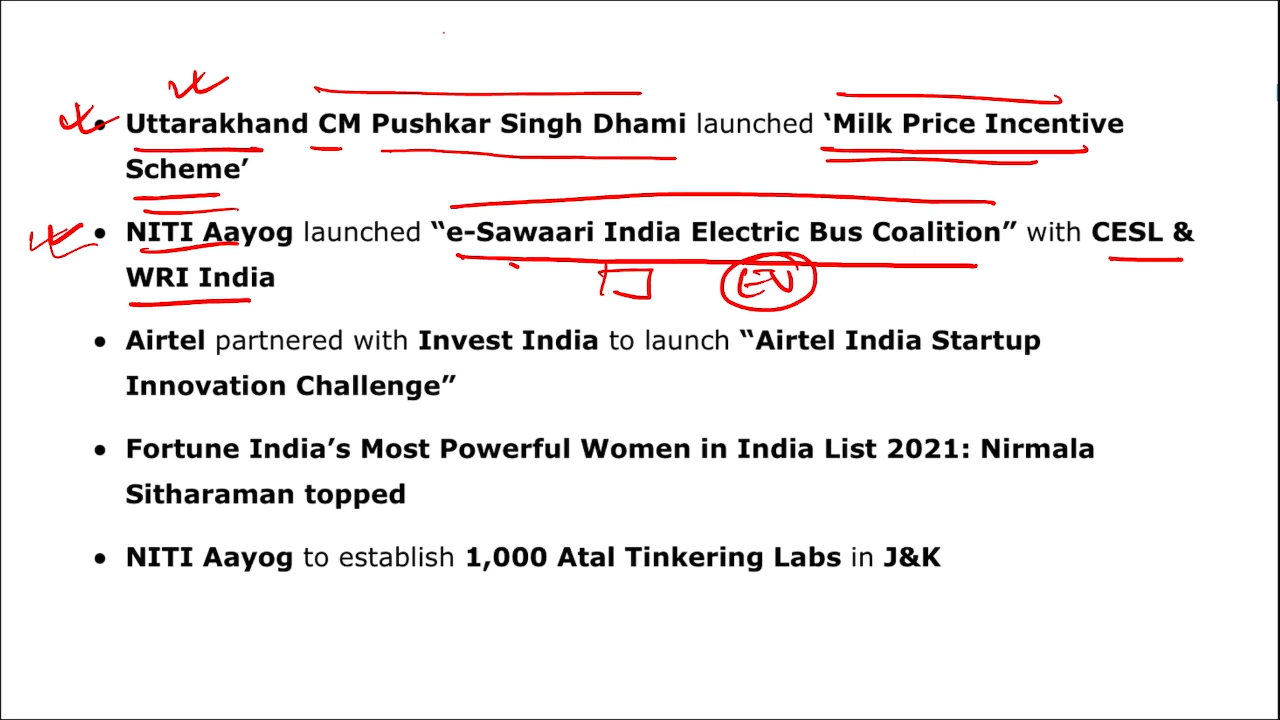 • Uttarakhand CM Pushkar Singh Dhami launched ‘Milk Price Incentive
Scheme’
• NITI Aayog launched “e-Sawaari India Electric Bus Coalition” with CESL &
WRI India
EV
• Airtel partnered with Invest India to launch “Airtel India Startup
Innovation Challenge”
• Fortune India’s Most Powerful Women in India List 2021: Nirmala
Sitharaman topped
• NITI Aayog to establish 1,000 Atal Tinkering Labs in J&K